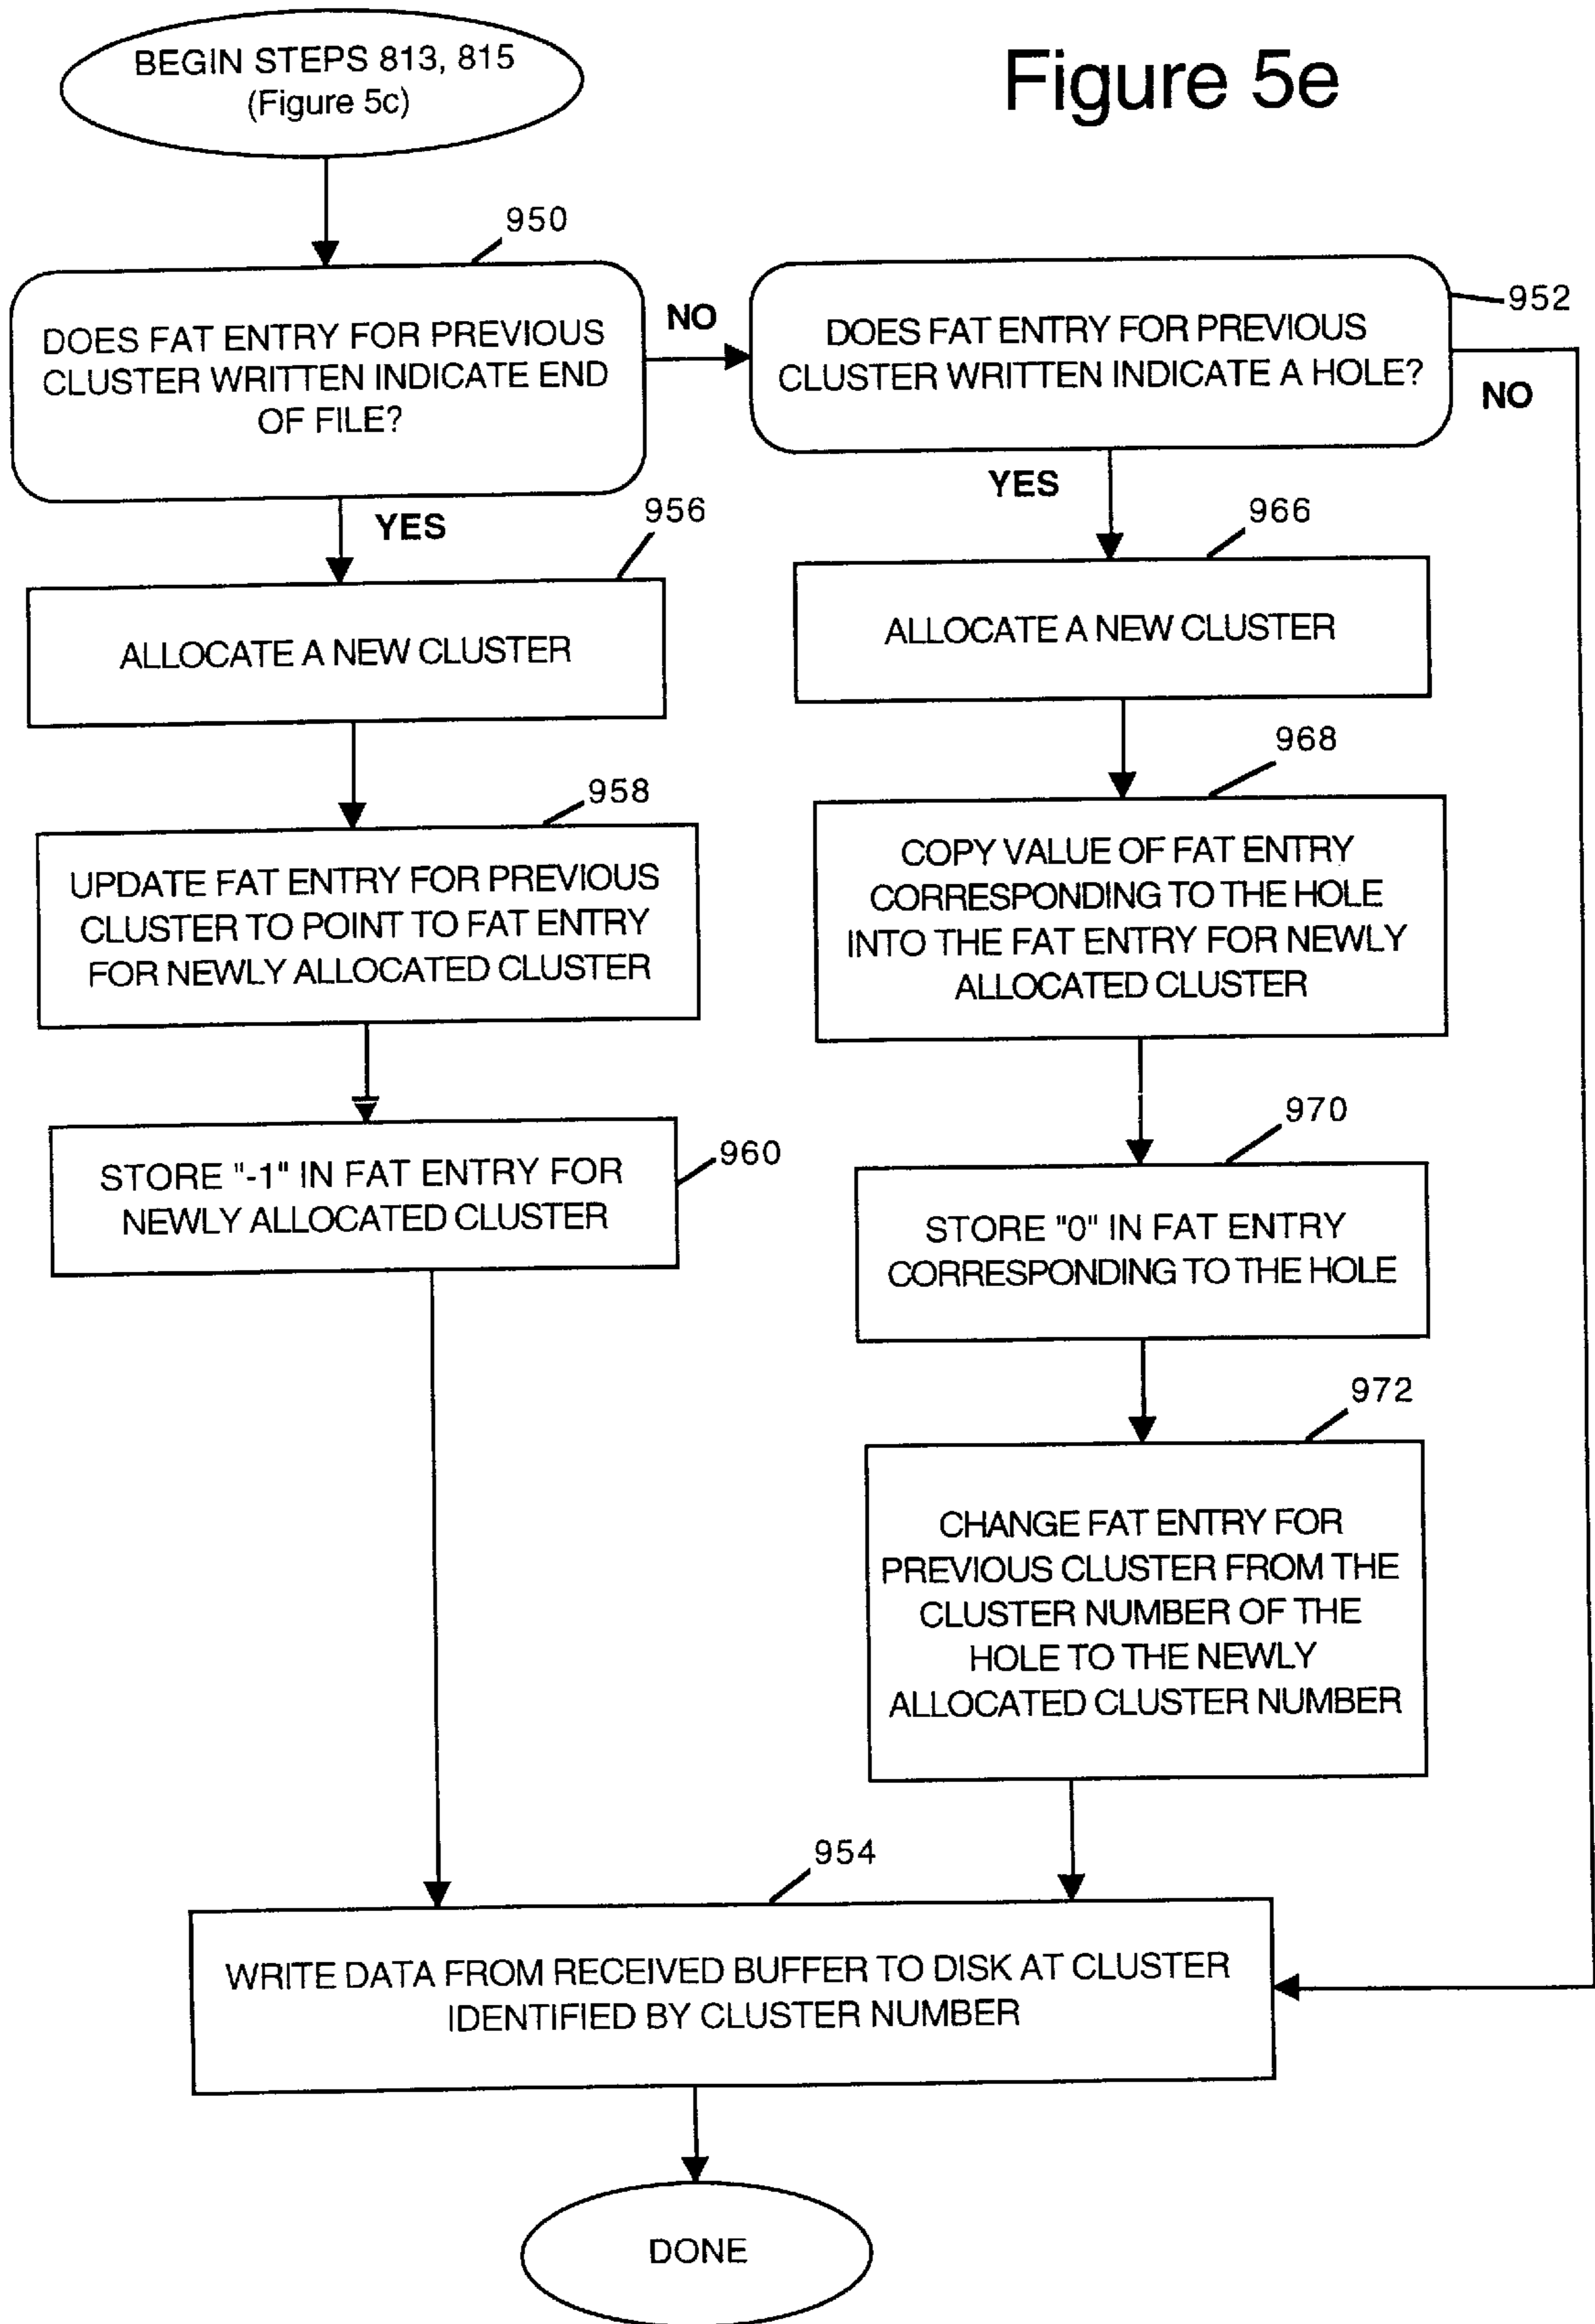 Figure 5e
BEGIN STEPS 813, 815
(Figure 5c)
950
DOES FAT ENTRY FOR PREVIOUS
CLUSTER WRITTEN INDICATE END
OF FILE?
NO
952
DOES FAT ENTRY FOR PREVIOUS
CLUSTER WRITTEN INDICATE A HOLE?
NO
YES
956
ALLOCATE A NEW CLUSTER
YES
966
ALLOCATE A NEW CLUSTER
958
UPDATE FAT ENTRY FOR PREVIOUS
CLUSTER TO POINT TO FAT ENTRY
FOR NEWLY ALLOCATED CLUSTER
968
COPY VALUE OF FAT ENTRY
CORRESPONDING TO THE HOLE
INTO THE FAT ENTRY FOR NEWLY
ALLOCATED CLUSTER
960
STORE "-1" IN FAT ENTRY FOR
NEWLY ALLOCATED CLUSTER
970
STORE "0" IN FAT ENTRY
CORRESPONDING TO THE HOLE
972
CHANGE FAT ENTRY FOR
PREVIOUS CLUSTER FROM THE
CLUSTER NUMBER OF THE
HOLE TO THE NEWLY
ALLOCATED CLUSTER NUMBER
954
WRITE DATA FROM RECEIVED BUFFER TO DISK AT CLUSTER
IDENTIFIED BY CLUSTER NUMBER
DONE